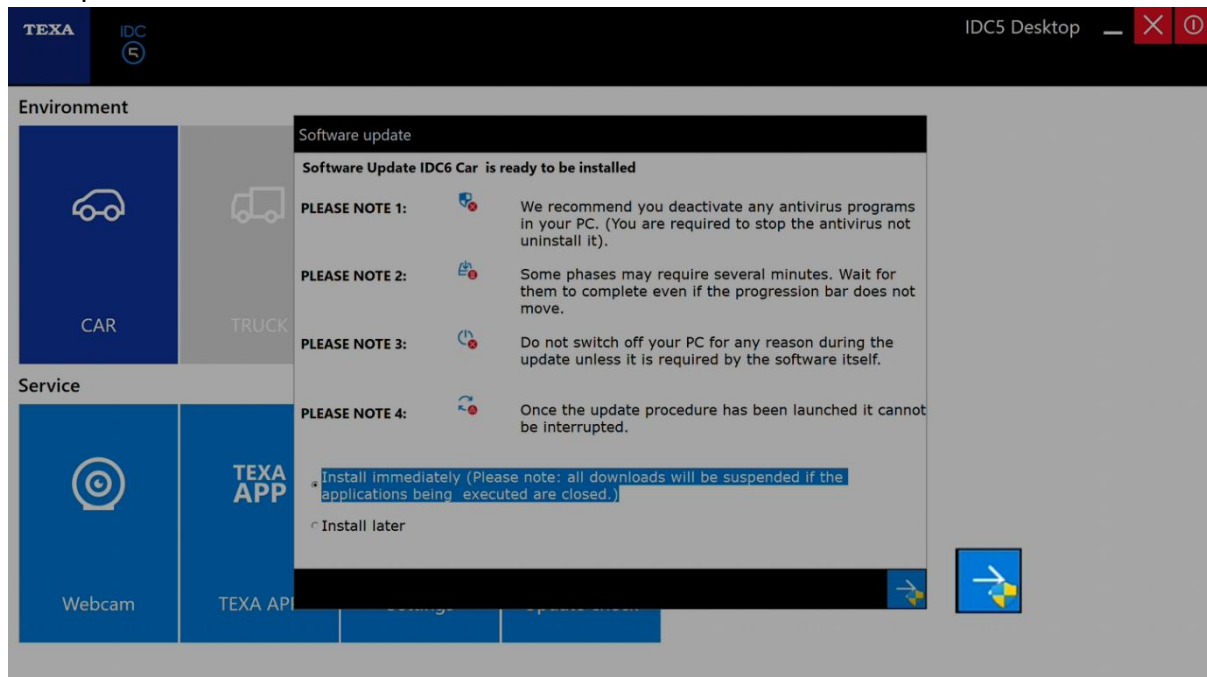 TEXA
IDC
5
IDC5 Desktop
Environment
CAR
TRUCK
Software update
Software Update IDC6 Car is ready to be installed
PLEASE NOTE 1:
We recommend you deactivate any antivirus programs
in your PC. (You are required to stop the antivirus not
uninstall it).
PLEASE NOTE 2:
Some phases may require several minutes. Wait for
them to complete even if the progression bar does not
move.
PLEASE NOTE 3:
Do not switch off your PC for any reason during the
update unless it is required by the software itself.
PLEASE NOTE 4:
Once the update procedure has been launched it cannot
be interrupted.
Install immediately (Please note: all downloads will be suspended if the
applications being executed are closed.)
Install later
Service
TEXA
APP
Webcam
TEXA APP